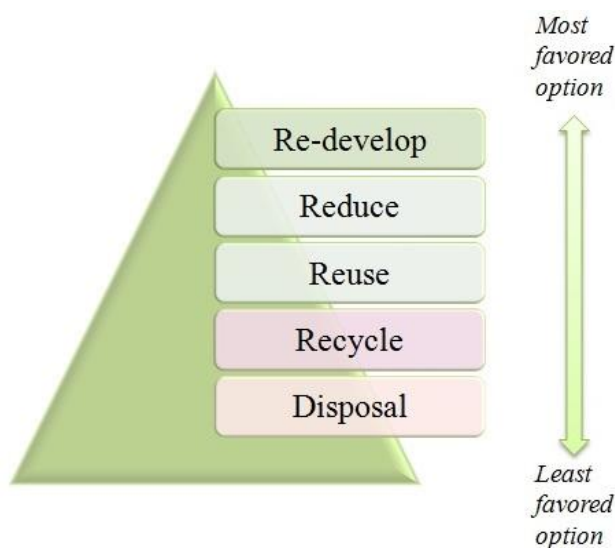 Most
favored
option
Re-develop
Reduce
Reuse
Recycle
Disposal
Least
favored
option